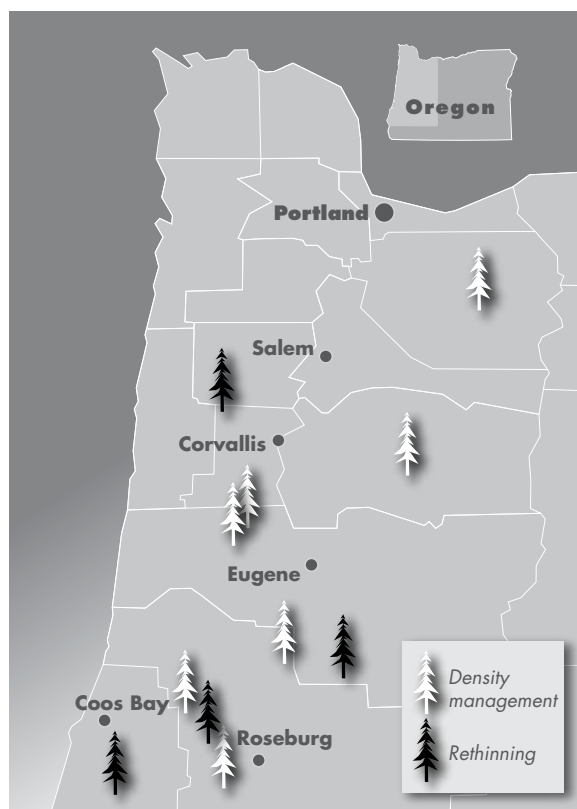 Oregon
Portland
Salem
Corvallis
Eugene
Coos Bay
Roseburg
Density
management
Rethinning